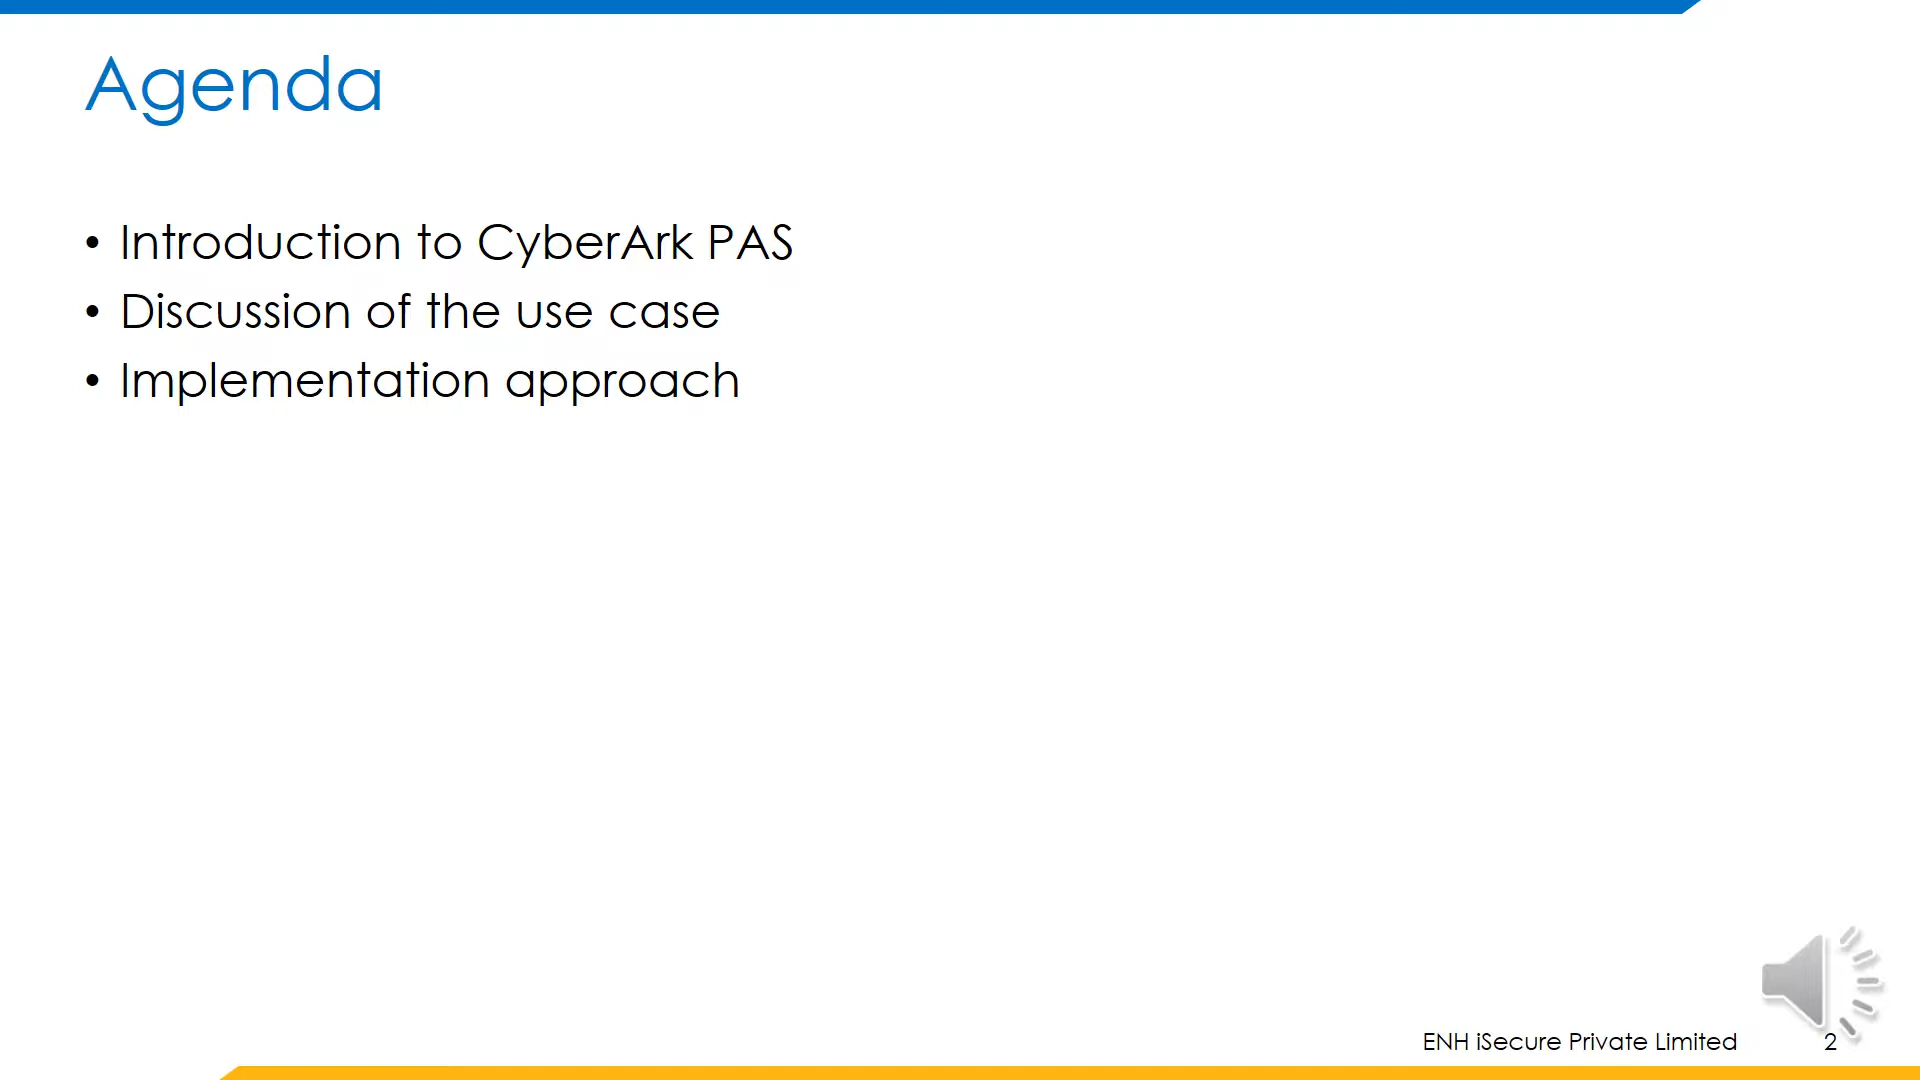 Agenda
• Introduction to CyberArk PAS
• Discussion of the use case
• Implementation approach
ENH iSecure Private Limited
2